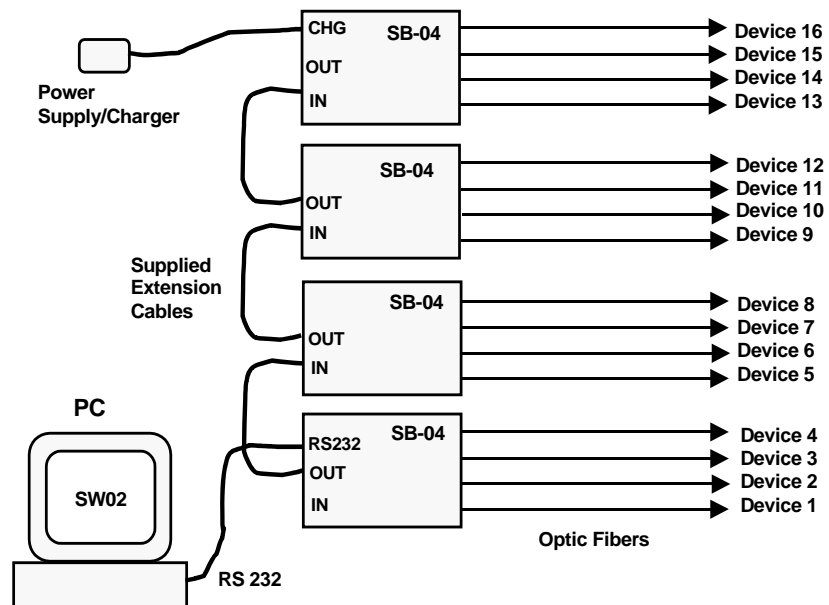 CHG
SB-04
OUT
IN
Device 16
Device 15
Device 14
Device 13
Power
Supply/Charger
SB-04
OUT
IN
Device 12
Device 11
Device 10
Device 9
Supplied
Extension
Cables
SB-04
OUT
IN
Device 8
Device 7
Device 6
Device 5
PC
SW02
RS 232
RS232
SB-04
OUT
IN
Device 4
Device 3
Device 2
Device 1
Optic Fibers